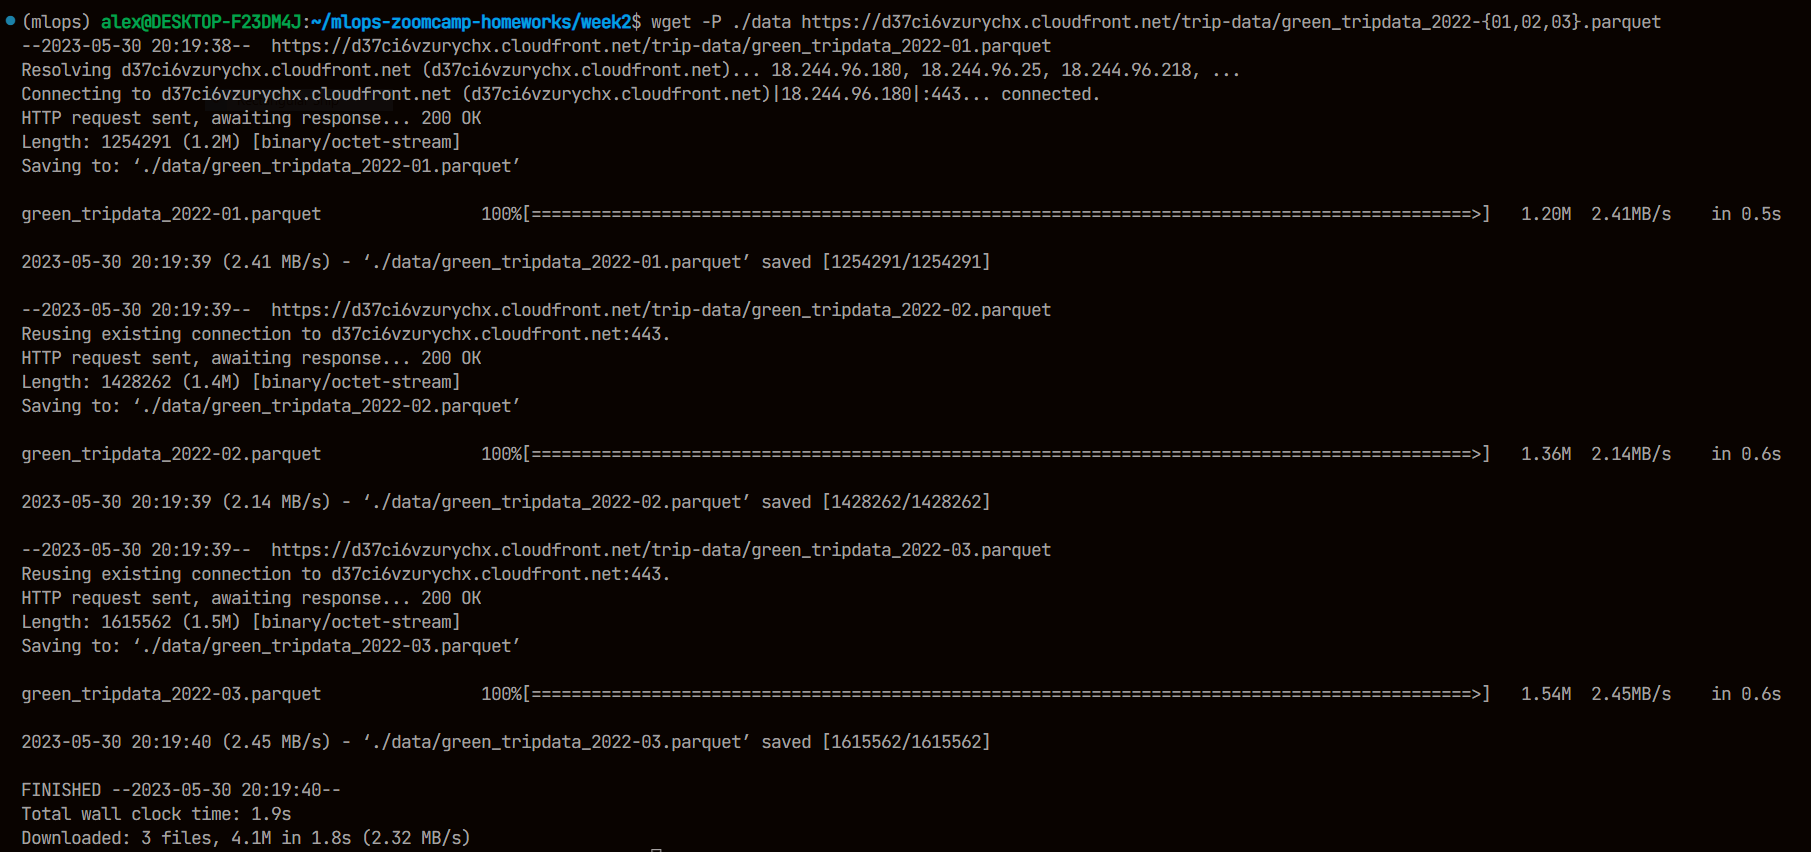 (mlops) alex@DESKTOP-F23DM4J:~/mlops-zoomcamp-homeworks/week2$ wget -P ./data https://d37ci6vzurychx.cloudfront.net/trip-data/green_tripdata_2022-{01,02,03}.parquet
--2023-05-30 20:19:38--  https://d37ci6vzurychx.cloudfront.net/trip-data/green_tripdata_2022-01.parquet
Resolving d37ci6vzurychx.cloudfront.net (d37ci6vzurychx.cloudfront.net)... 18.244.96.180, 18.244.96.25, 18.244.96.218, ...
Connecting to d37ci6vzurychx.cloudfront.net (d37ci6vzurychx.cloudfront.net)|18.244.96.180|:443... connected.
HTTP request sent, awaiting response... 200 OK
Length: 1254291 (1.2M) [binary/octet-stream]
Saving to: ‘./data/green_tripdata_2022-01.parquet’
green_tripdata_2022-01.parquet                100%[==============================================================================================>]   1.20M  2.41MB/s    in 0.5s
2023-05-30 20:19:39 (2.41 MB/s) - ‘./data/green_tripdata_2022-01.parquet’ saved [1254291/1254291]
--2023-05-30 20:19:39--  https://d37ci6vzurychx.cloudfront.net/trip-data/green_tripdata_2022-02.parquet
Reusing existing connection to d37ci6vzurychx.cloudfront.net:443.
HTTP request sent, awaiting response... 200 OK
Length: 1428262 (1.4M) [binary/octet-stream]
Saving to: ‘./data/green_tripdata_2022-02.parquet’
green_tripdata_2022-02.parquet                100%[==============================================================================================>]   1.36M  2.14MB/s    in 0.6s
2023-05-30 20:19:39 (2.14 MB/s) - ‘./data/green_tripdata_2022-02.parquet’ saved [1428262/1428262]
--2023-05-30 20:19:39--  https://d37ci6vzurychx.cloudfront.net/trip-data/green_tripdata_2022-03.parquet
Reusing existing connection to d37ci6vzurychx.cloudfront.net:443.
HTTP request sent, awaiting response... 200 OK
Length: 1615562 (1.5M) [binary/octet-stream]
Saving to: ‘./data/green_tripdata_2022-03.parquet’
green_tripdata_2022-03.parquet                100%[==============================================================================================>]   1.54M  2.45MB/s    in 0.6s
2023-05-30 20:19:40 (2.45 MB/s) - ‘./data/green_tripdata_2022-03.parquet’ saved [1615562/1615562]
FINISHED --2023-05-30 20:19:40--
Total wall clock time: 1.9s
Downloaded: 3 files, 4.1M in 1.8s (2.32 MB/s)